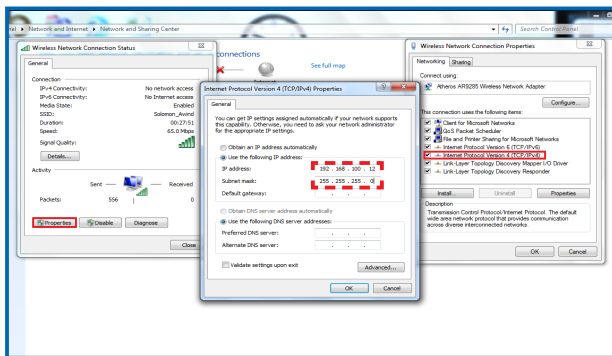 Network and Internet
Network and Sharing Center
Search Control Panel
Wireless Network Connection Status
General
Connection
IPv4 Connectivity: No network access
IPv6 Connectivity: No Internet access
Media State: Enabled
SSID: Solomon_Awind
Duration: 00:27:51
Speed: 65.0 Mbps
Signal Quality:
Details...
Activity
Sent
Received
Packets: 556 0
Properties
Disable
Diagnose
Close
connections
See full map
Internet Protocol Version 4 (TCP/IPv4) Properties
General
You can get IP settings assigned automatically if your network supports
this capability. Otherwise, you need to ask your network administrator
for the appropriate IP settings.
Obtain an IP address automatically
Use the following IP address:
IP address: 192 . 168 . 100 . 12
Subnet mask: 255 . 255 . 255 . 0
Default gateway: . . .
Obtain DNS server address automatically
Use the following DNS server addresses:
Preferred DNS server: . . .
Alternate DNS server: . . .
Validate settings upon exit
Advanced...
OK
Cancel
Wireless Network Connection Properties
Networking
Sharing
Connect using:
Atheros AR9285 Wireless Network Adapter
Configure...
This connection uses the following items:
Client for Microsoft Networks
QoS Packet Scheduler
File and Printer Sharing for Microsoft Networks
Internet Protocol Version 6 (TCP/IPv6)
Internet Protocol Version 4 (TCP/IPv4)
Link-Layer Topology Discovery Mapper I/O Driver
Link-Layer Topology Discovery Responder
Install...
Uninstall
Properties
Description
Transmission Control Protocol/Internet Protocol. The default
wide area network protocol that provides communication
across diverse interconnected networks.
OK
Cancel